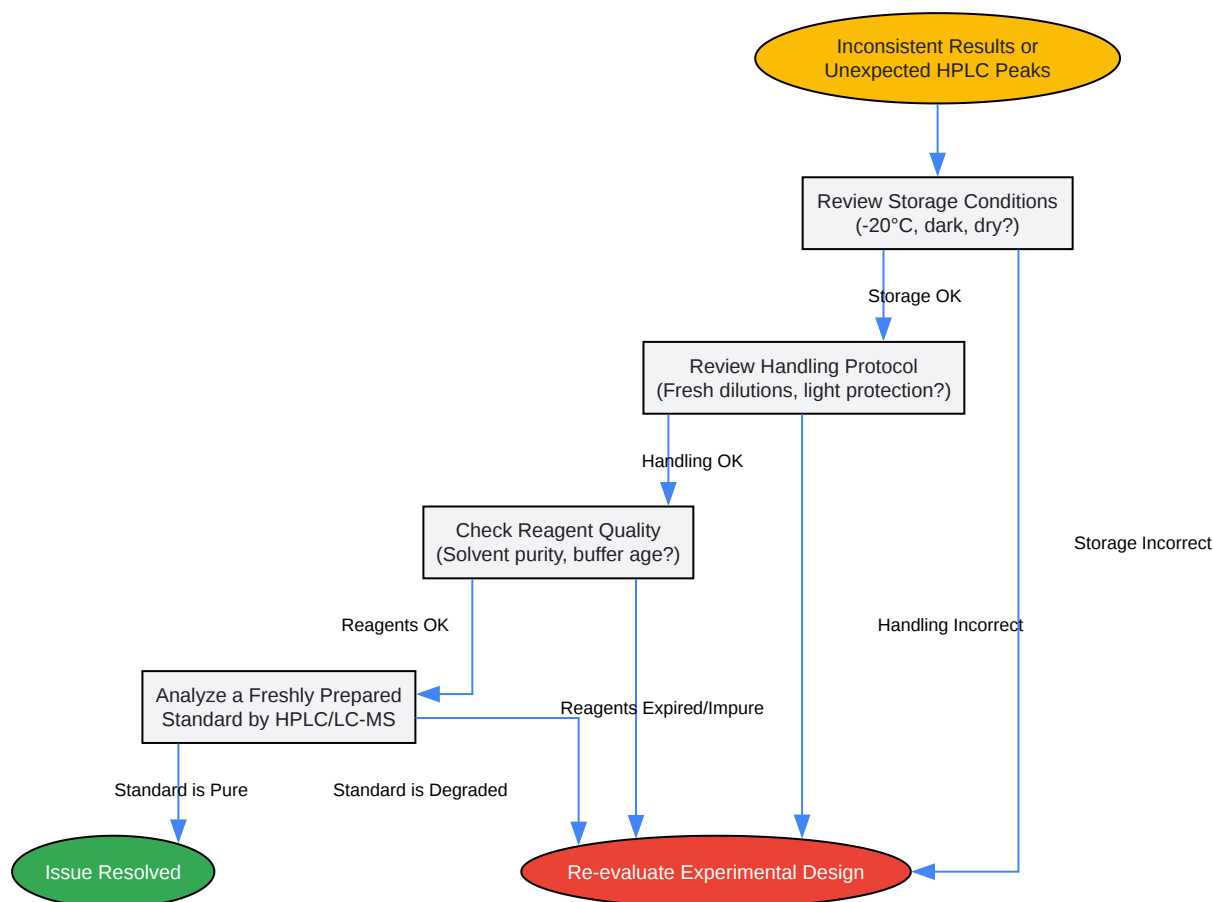 Inconsistent Results or
Unexpected HPLC Peaks
Review Storage Conditions
(-20°C, dark, dry?)
Storage OK
Review Handling Protocol
(Fresh dilutions, light protection?)
Handling OK
Check Reagent Quality
(Solvent purity, buffer age?)
Storage Incorrect
Reagents OK
Handling Incorrect
Analyze a Freshly Prepared
Standard by HPLC/LC-MS
Reagents Expired/Impure
Standard is Pure
Standard is Degraded
Issue Resolved
Re-evaluate Experimental Design